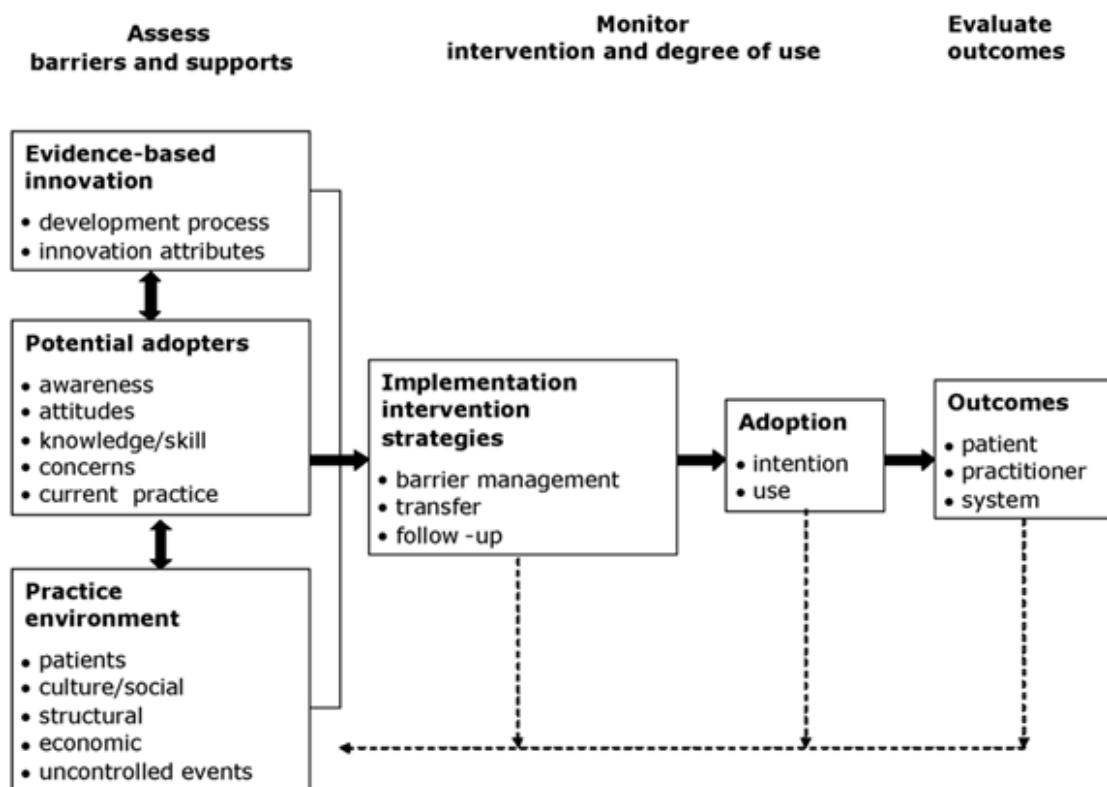 Assess
barriers and supports
Monitor
intervention and degree of use
Evaluate
outcomes
Evidence-based
innovation
• development process
• innovation attributes
Potential adopters
• awareness
• attitudes
• knowledge/skill
• concerns
• current practice
Practice
environment
• patients
• culture/social
• structural
• economic
• uncontrolled events
Implementation
intervention
strategies
• barrier management
• transfer
• follow -up
Adoption
• intention
• use
Outcomes
• patient
• practitioner
• system